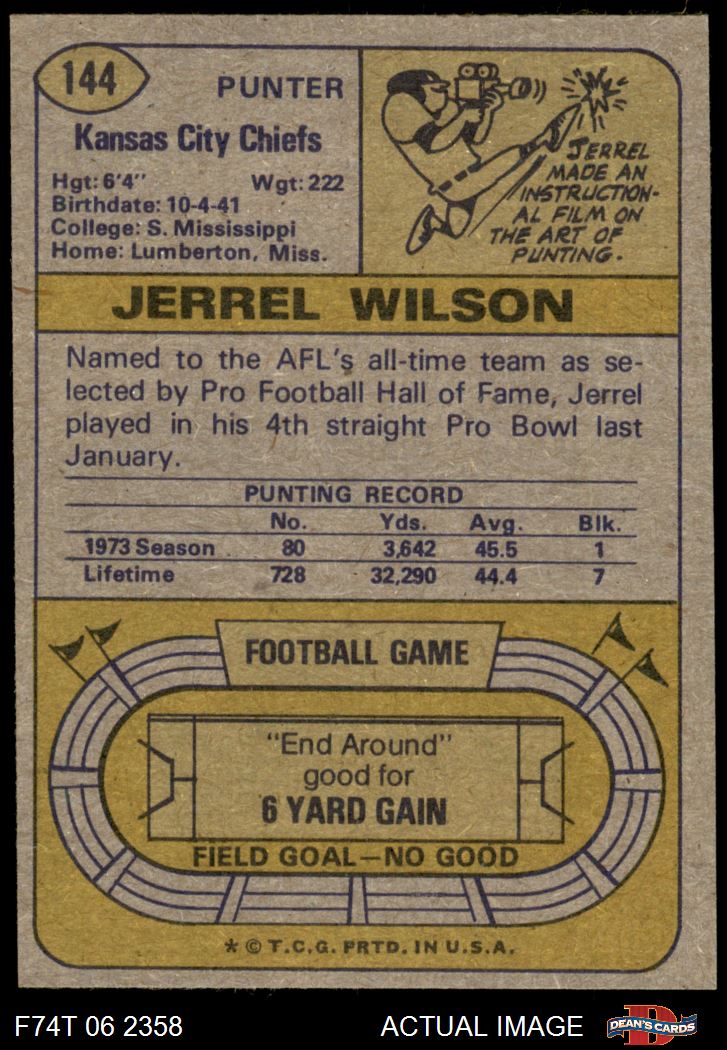 144
PUNTER
Kansas City Chiefs
Hgt: 6'4" Wgt: 222
Birthdate: 10-4-41
College: S. Mississippi
Home: Lumberton, Miss.
JERREL
MADE AN
INSTRUCTION-
AL FILM ON
THE ART OF
PUNTING.
JERREL WILSON
Named to the AFL's all-time team as se-
lected by Pro Football Hall of Fame, Jerrel
played in his 4th straight Pro Bowl last
January.
PUNTING RECORD
No. Yds. Avg. Blk.
1973 Season 80 3,642 45.5 1
Lifetime 728 32,290 44.4 7
FOOTBALL GAME
"End Around"
good for
6 YARD GAIN
FIELD GOAL—NO GOOD
* © T.C.G. PRTD. IN U.S.A.
F74T 06 2358 ACTUAL IMAGE
D
DEAN'S CARDS